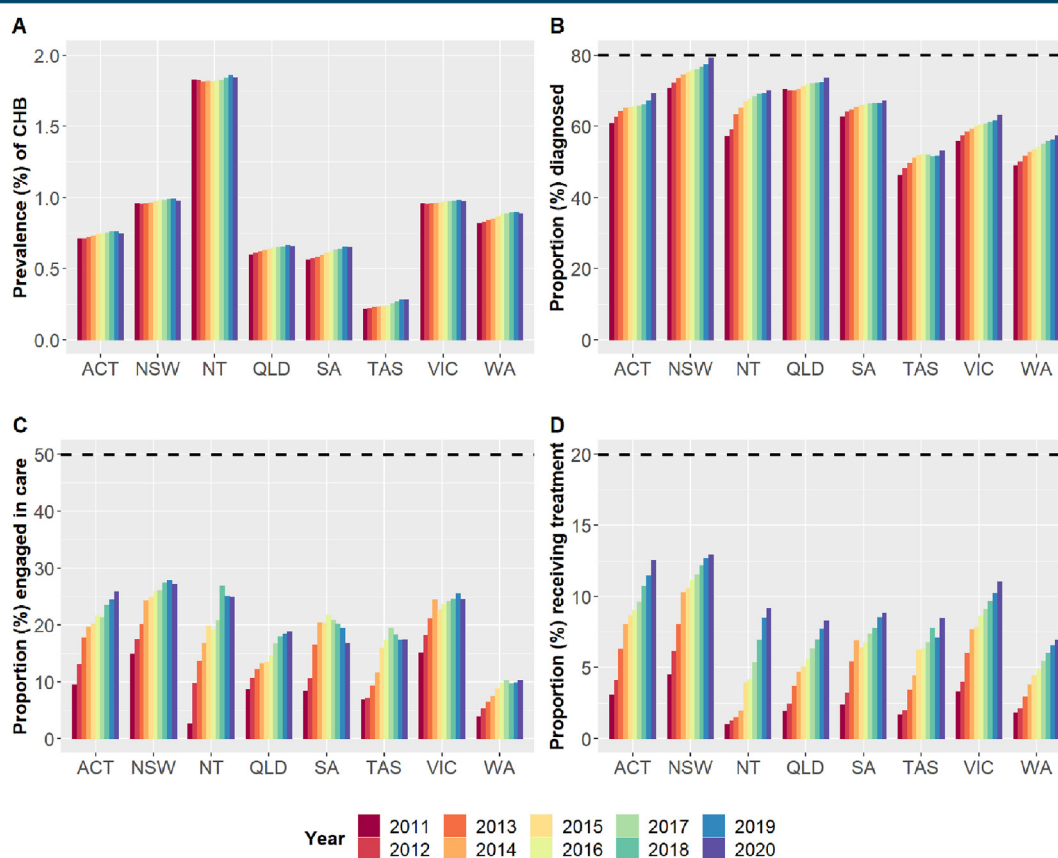 A
Prevalence (%) of CHB
2.0
1.5
1.0
0.5
0.0
ACT NSW NT QLD SA TAS VIC WA
B
Proportion (%) diagnosed
80
60
40
20
0
ACT NSW NT QLD SA TAS VIC WA
C
Proportion (%) engaged in care
50
40
30
20
10
0
ACT NSW NT QLD SA TAS VIC WA
D
Proportion (%) receiving treatment
20
15
10
5
0
ACT NSW NT QLD SA TAS VIC WA
Year
2011 2013 2015 2017 2019
2012 2014 2016 2018 2020